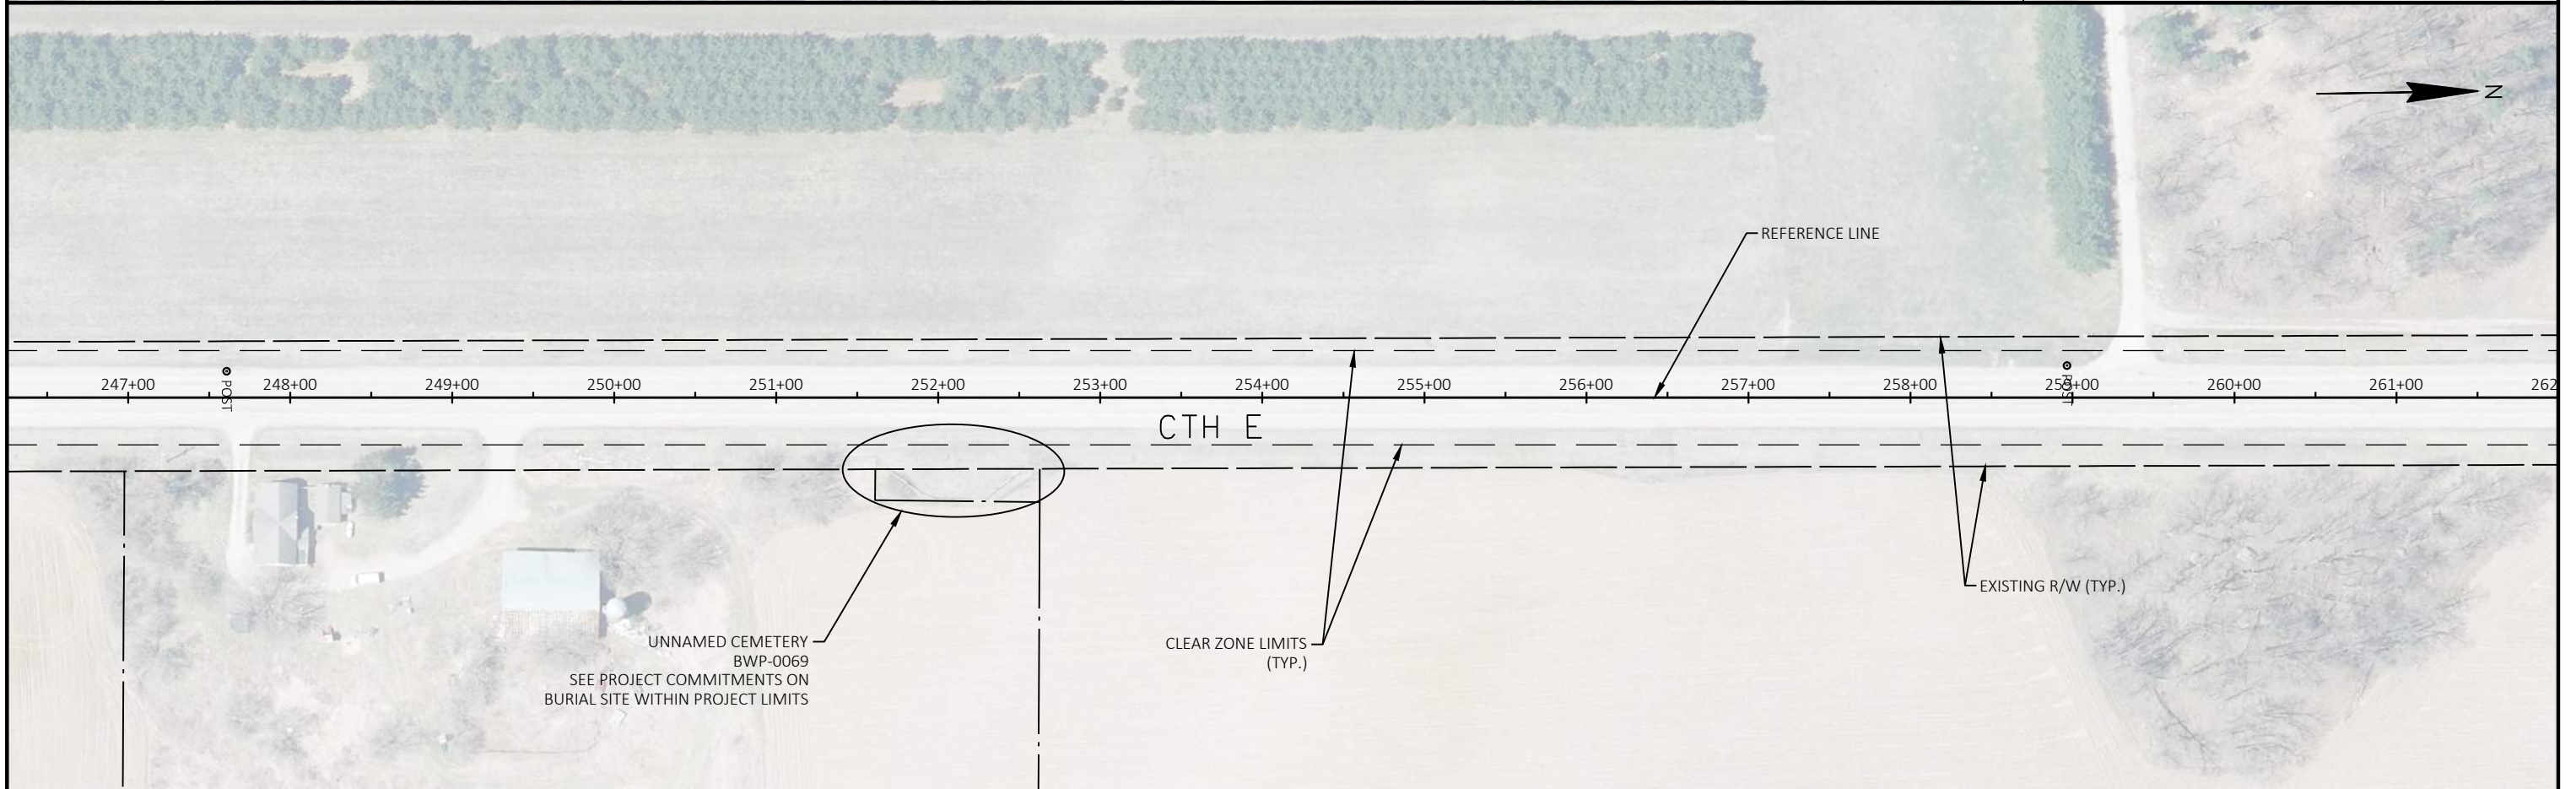 N
REFERENCE LINE
247+00 248+00 249+00 250+00 251+00 252+00 253+00 254+00 255+00 256+00 257+00 258+00 259+00 260+00 261+00 262
POST
POST
CTH E
EXISTING R/W (TYP.)
UNNAMED CEMETERY
BWP-0069
SEE PROJECT COMMITMENTS ON
BURIAL SITE WITHIN PROJECT LIMITS
CLEAR ZONE LIMITS
(TYP.)